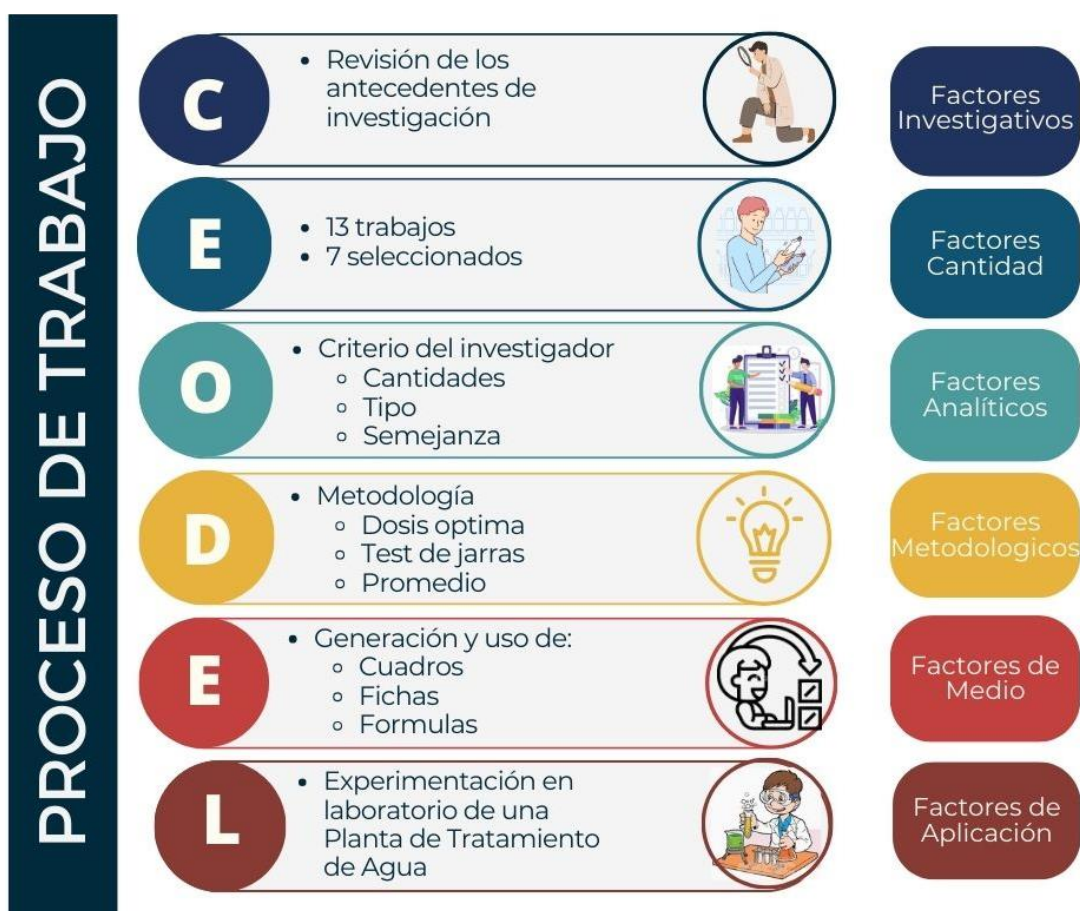 PROCESO DE TRABAJO
C
• Revisión de los
antecedentes de
investigación
Factores
Investigativos
E
• 13 trabajos
• 7 seleccionados
Factores
Cantidad
O
• Criterio del investigador
◦ Cantidades
◦ Tipo
◦ Semejanza
Factores
Analíticos
D
• Metodología
◦ Dosis optima
◦ Test de jarras
◦ Promedio
Factores
Metodologicos
E
• Generación y uso de:
◦ Cuadros
◦ Fichas
◦ Formulas
Factores de
Medio
L
• Experimentación en
laboratorio de una
Planta de Tratamiento
de Agua
Factores de
Aplicación